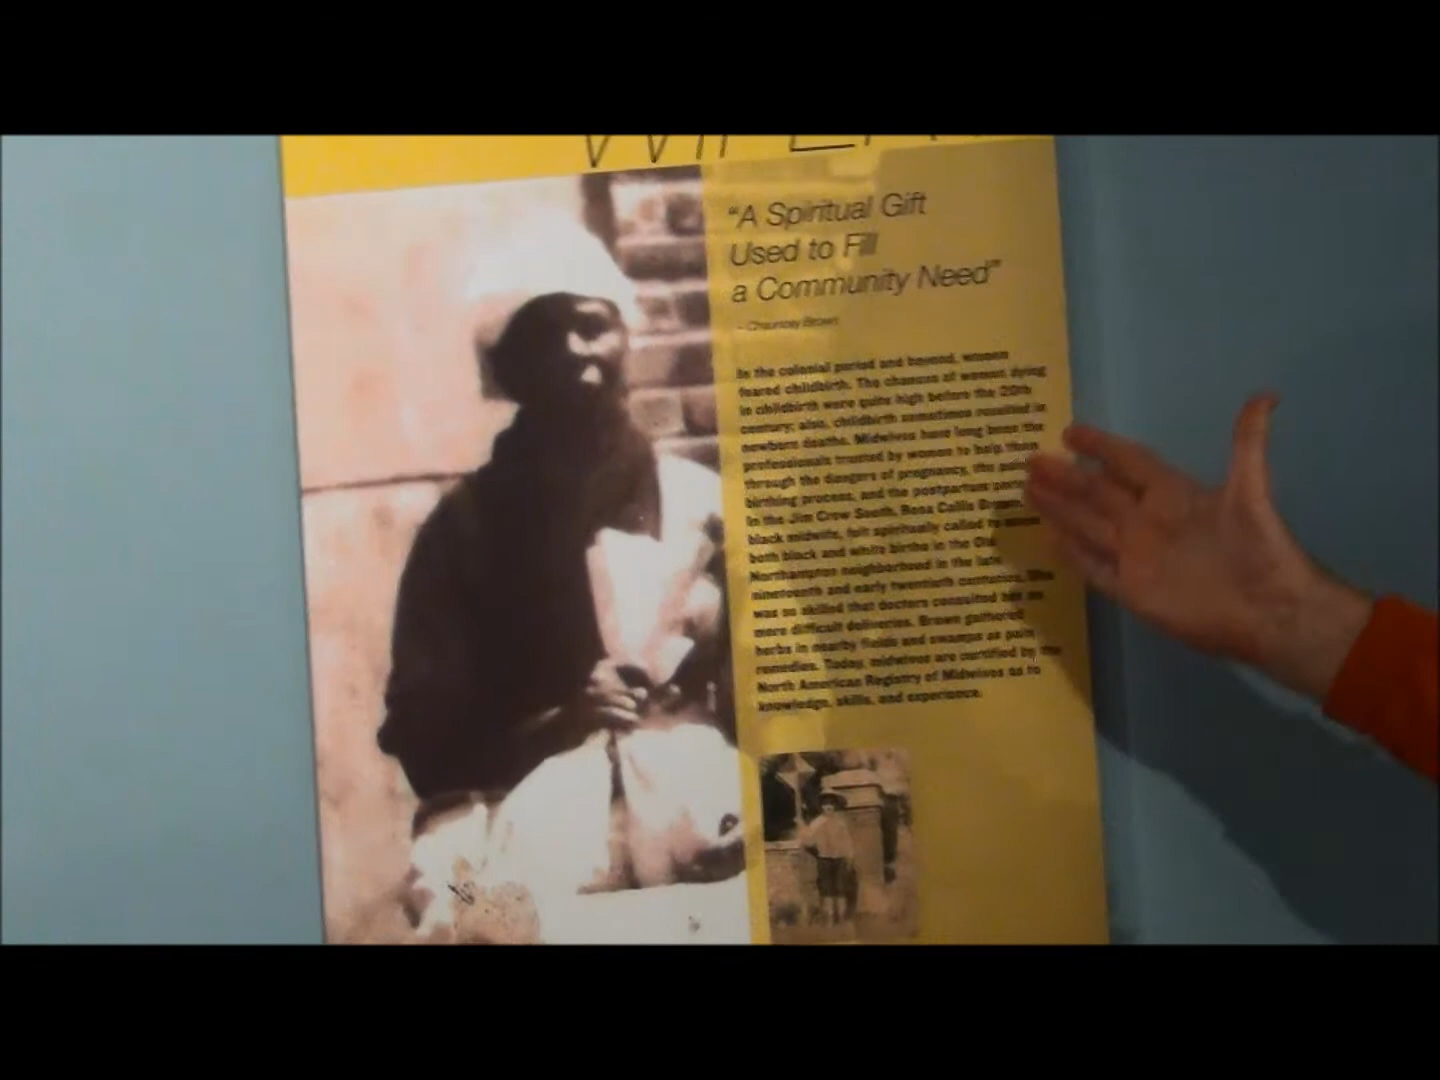 "A Spiritual Gift
Used to Fill
a Community Need"
– Chauncey Brown
In the colonial period and beyond, women
feared childbirth. The chances of women dying
in childbirth were quite high before the 20th
century; also, childbirth sometimes resulted in
newborn deaths. Midwives have long been the
professionals trusted by women to help them
through the dangers of pregnancy, the
birthing process, and the postpartum
In the Jim Crow South, Rosa Callis Brown,
black midwife, felt spiritually called to
both black and white births in the Old
Northampton neighborhood in the late
nineteenth and early twentieth centuries. She
was so skilled that doctors consulted her on
more difficult deliveries. Brown gathered
herbs in nearby fields and swamps as pain
remedies. Today, midwives are certified by the
North American Registry of Midwives as to
knowledge, skills, and experience.